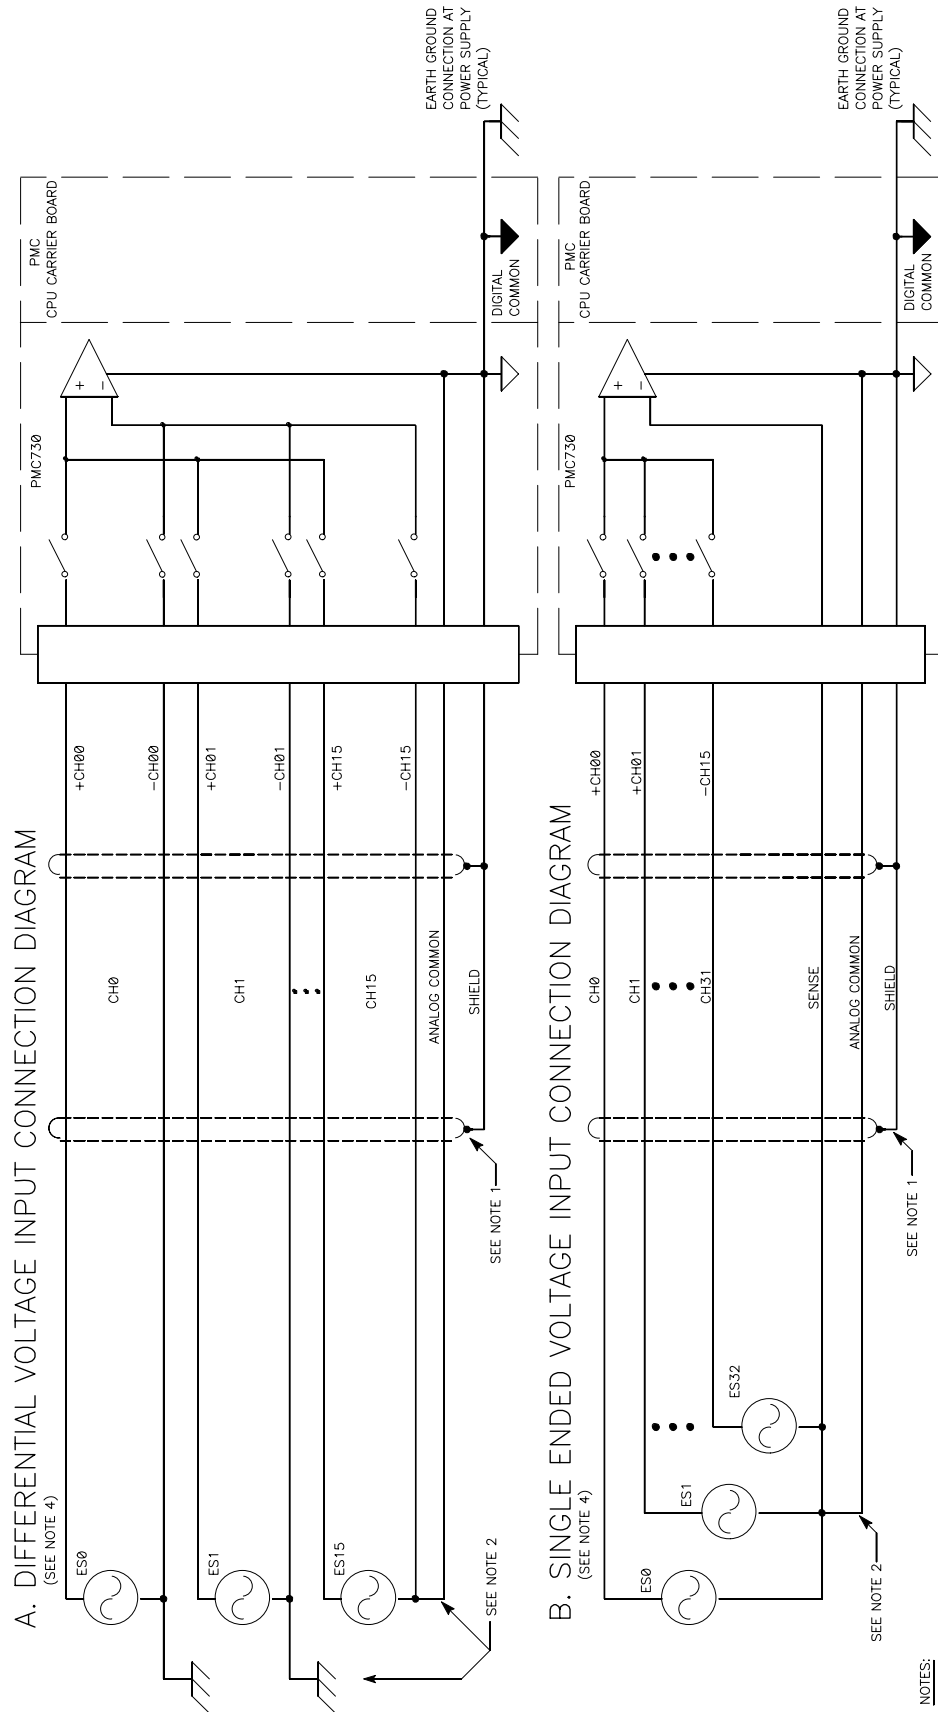 A. DIFFERENTIAL VOLTAGE INPUT CONNECTION DIAGRAM
(SEE NOTE 4)
ES0
ES1
ES15
SEE NOTE 2
SEE NOTE 1
CH0
CH1
CH15
ANALOG COMMON
SHIELD
+CH00
-CH00
+CH01
-CH01
+CH15
-CH15
PMC730
+
-
PMC
CPU CARRIER BOARD
DIGITAL
COMMON
EARTH GROUND
CONNECTION AT
POWER SUPPLY
(TYPICAL)
B. SINGLE ENDED VOLTAGE INPUT CONNECTION DIAGRAM
(SEE NOTE 4)
ES0
ES1
ES32
SEE NOTE 2
SEE NOTE 1
CH0
CH1
CH31
SENSE
ANALOG COMMON
SHIELD
+CH00
+CH01
-CH15
PMC730
+
-
PMC
CPU CARRIER BOARD
DIGITAL
COMMON
EARTH GROUND
CONNECTION AT
POWER SUPPLY
(TYPICAL)
NOTES: